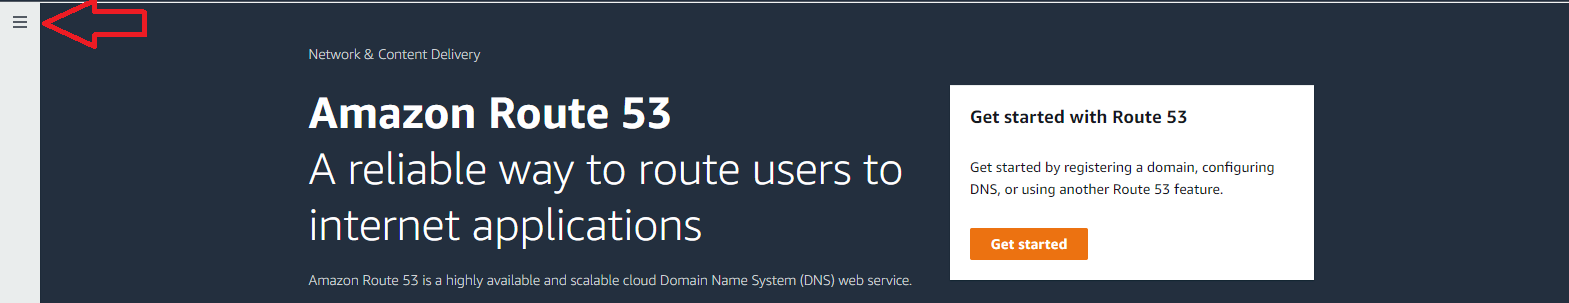 Network & Content Delivery
Amazon Route 53
A reliable way to route users to
internet applications
Amazon Route 53 is a highly available and scalable cloud Domain Name System (DNS) web service.
Get started with Route 53
Get started by registering a domain, configuring
DNS, or using another Route 53 feature.
Get started